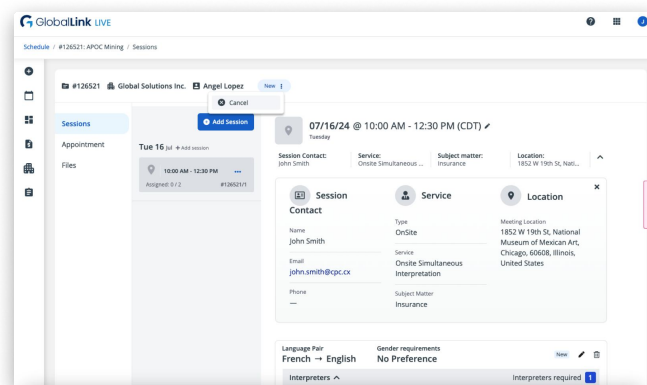 GlobalLink LIVE
Schedule / #126521: APOC Mining / Sessions
#126521 Global Solutions Inc. Angel Lopez New
Cancel
Sessions
Appointment
Files
Add Session
Tue 16 Jul + Add session
10:00 AM - 12:30 PM
Assigned: 0 / 2 #126521/1
07/16/24 @ 10:00 AM - 12:30 PM (CDT)
Tuesday
Session Contact: Service: Subject matter: Location:
John Smith Onsite Simultaneous ... Insurance 1852 W 19th St, Nati...
Session Contact
Name
John Smith
Email
john.smith@cpc.cx
Phone
—
Service
Type
OnSite
Service
Onsite Simultaneous
Interpretation
Subject Matter
Insurance
Location
Meeting Location
1852 W 19th St, National
Museum of Mexican Art,
Chicago, 60608, Illinois,
United States
Language Pair Gender requirements
French → English No Preference New
Interpreters Interpreters required 1
J